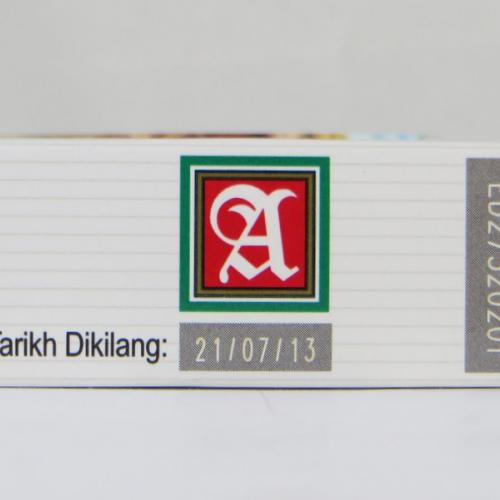 A
Tarikh Dikilang: 21/07/13